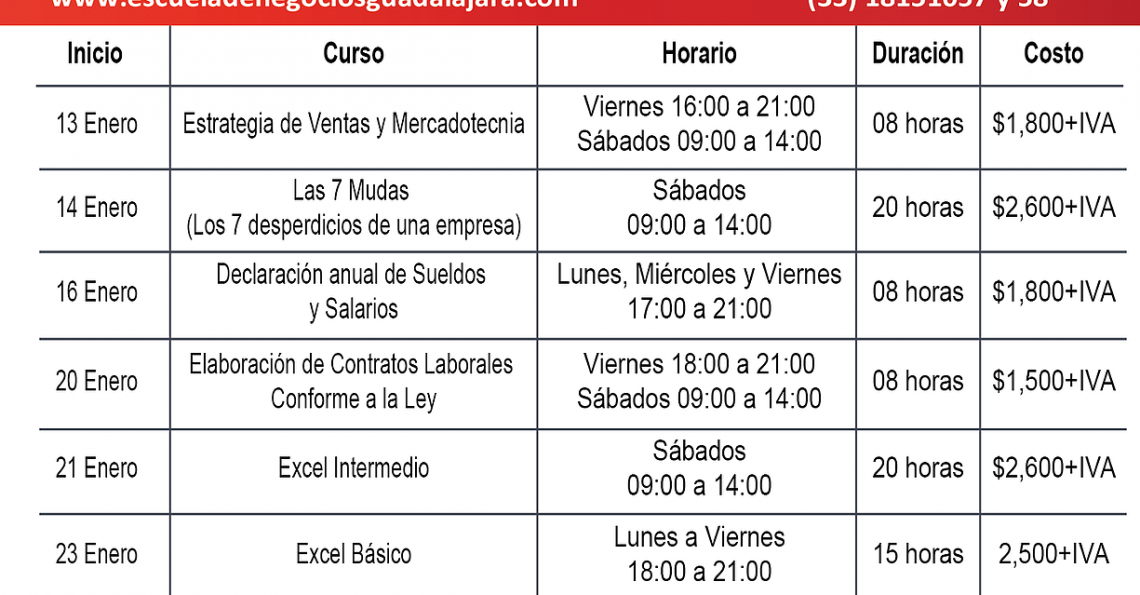 www.escueladenegociosguadalajara.com (33) 18151057 y 58
Inicio Curso Horario Duración Costo
13 Enero Estrategia de Ventas y Mercadotecnia Viernes 16:00 a 21:00
Sábados 09:00 a 14:00 08 horas $1,800+IVA
14 Enero Las 7 Mudas
(Los 7 desperdicios de una empresa) Sábados
09:00 a 14:00 20 horas $2,600+IVA
16 Enero Declaración anual de Sueldos
y Salarios Lunes, Miércoles y Viernes
17:00 a 21:00 08 horas $1,800+IVA
20 Enero Elaboración de Contratos Laborales
Conforme a la Ley Viernes 18:00 a 21:00
Sábados 09:00 a 14:00 08 horas $1,500+IVA
21 Enero Excel Intermedio Sábados
09:00 a 14:00 20 horas $2,600+IVA
23 Enero Excel Básico Lunes a Viernes
18:00 a 21:00 15 horas 2,500+IVA